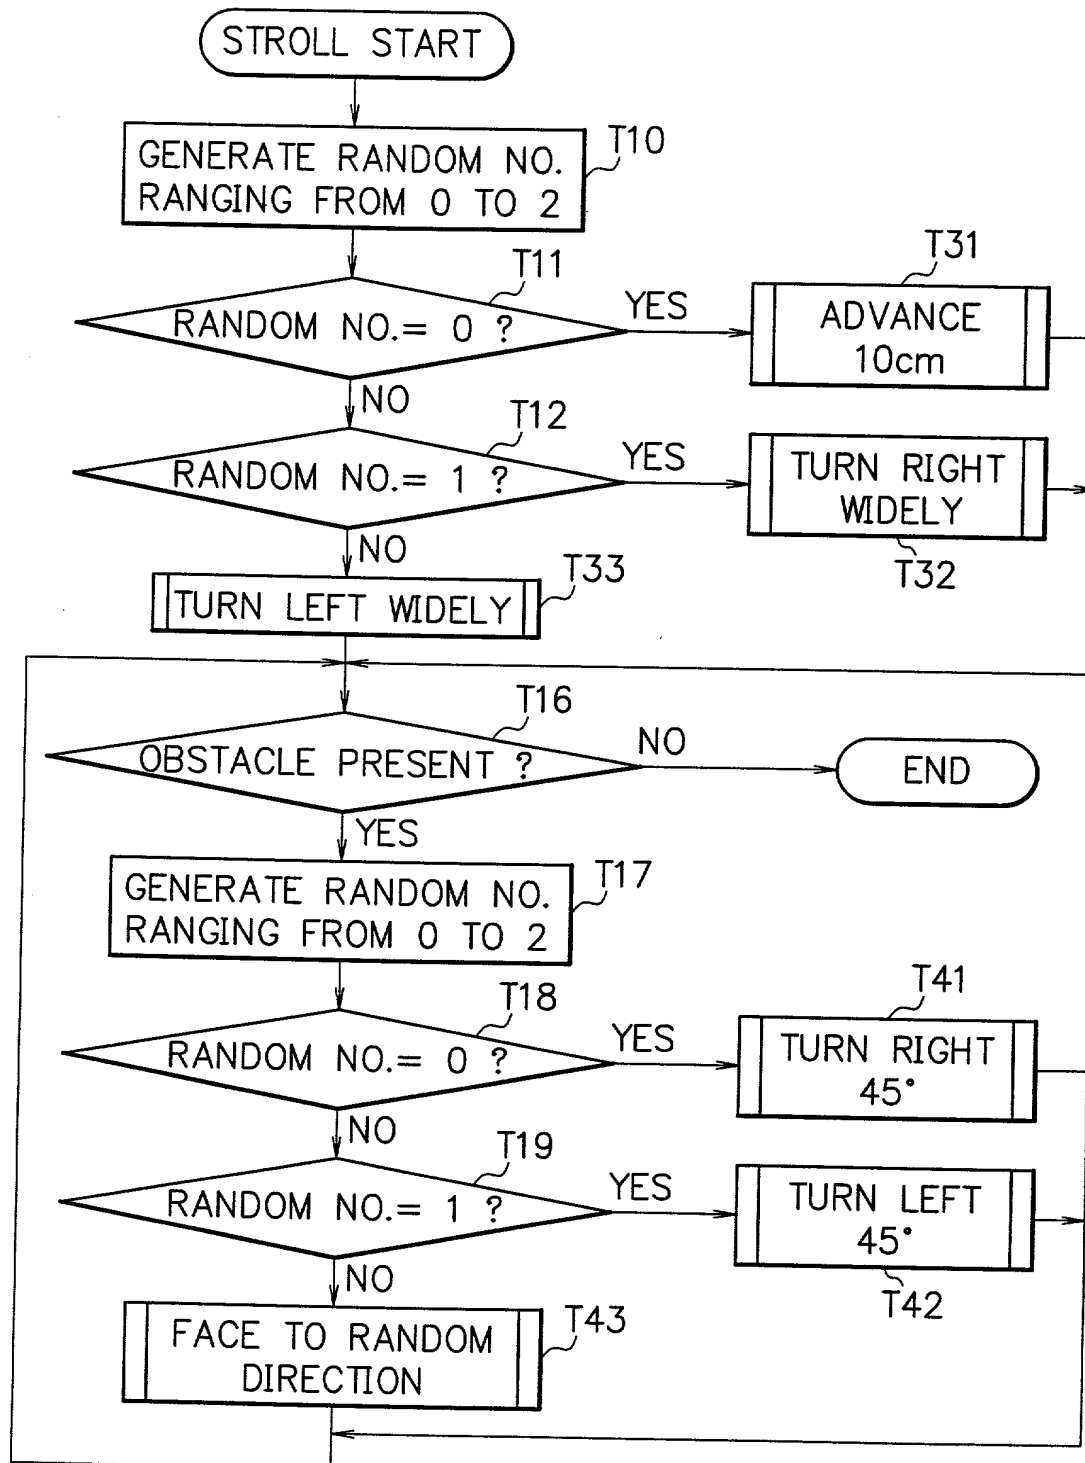 STROLL START
GENERATE RANDOM NO.
RANGING FROM 0 TO 2
T10
RANDOM NO.= 0 ?
T11
YES
ADVANCE
10cm
T31
NO
RANDOM NO.= 1 ?
T12
YES
TURN RIGHT
WIDELY
T32
NO
TURN LEFT WIDELY
T33
OBSTACLE PRESENT ?
T16
NO
END
YES
GENERATE RANDOM NO.
RANGING FROM 0 TO 2
T17
RANDOM NO.= 0 ?
T18
YES
TURN RIGHT
45°
T41
NO
RANDOM NO.= 1 ?
T19
YES
TURN LEFT
45°
T42
NO
FACE TO RANDOM
DIRECTION
T43